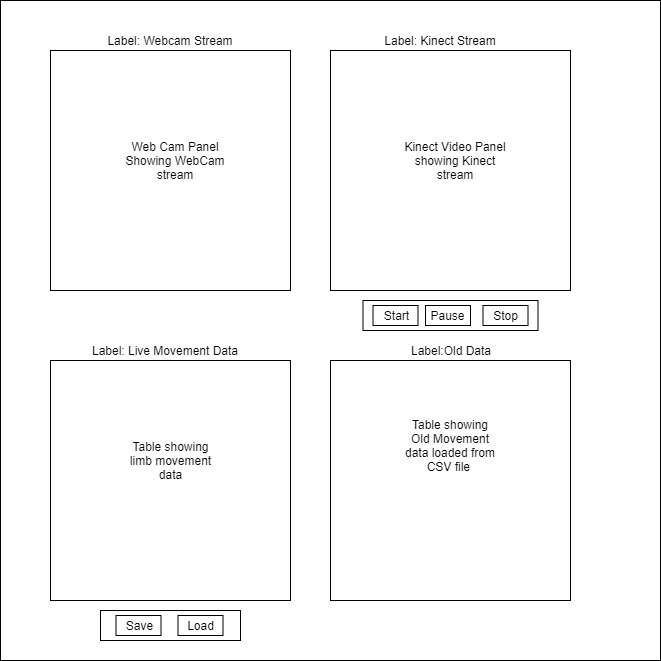 Label: Webcam Stream
Label: Kinect Stream
Web Cam Panel
Showing WebCam
stream
Kinect Video Panel
showing Kinect
stream
Start
Pause
Stop
Label: Live Movement Data
Label:Old Data
Table showing
limb movement
data
Table showing
Old Movement
data loaded from
CSV file
Save
Load